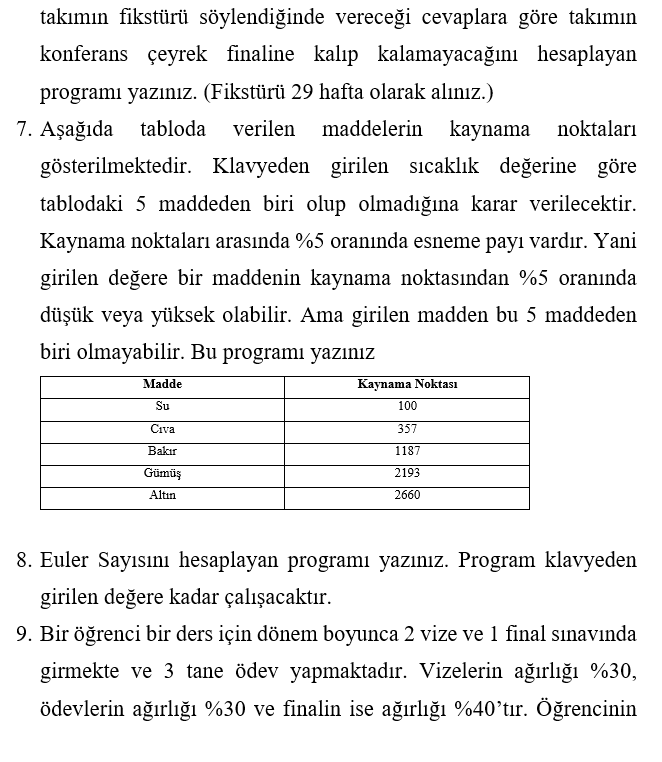 takımın fikstürü söylendiğinde vereceği cevaplara göre takımın
konferans çeyrek finaline kalıp kalamayacağını hesaplayan
programı yazınız. (Fikstürü 29 hafta olarak alınız.)
7. Aşağıda tabloda verilen maddelerin kaynama noktaları
gösterilmektedir. Klavyeden girilen sıcaklık değerine göre
tablodaki 5 maddeden biri olup olmadığına karar verilecektir.
Kaynama noktaları arasında %5 oranında esneme payı vardır. Yani
girilen değere bir maddenin kaynama noktasından %5 oranında
düşük veya yüksek olabilir. Ama girilen madden bu 5 maddeden
biri olmayabilir. Bu programı yazınız
Madde Kaynama Noktası
Su 100
Cıva 357
Bakır 1187
Gümüş 2193
Altın 2660
8. Euler Sayısını hesaplayan programı yazınız. Program klavyeden
girilen değere kadar çalışacaktır.
9. Bir öğrenci bir ders için dönem boyunca 2 vize ve 1 final sınavında
girmekte ve 3 tane ödev yapmaktadır. Vizelerin ağırlığı %30,
ödevlerin ağırlığı %30 ve finalin ise ağırlığı %40’tır. Öğrencinin